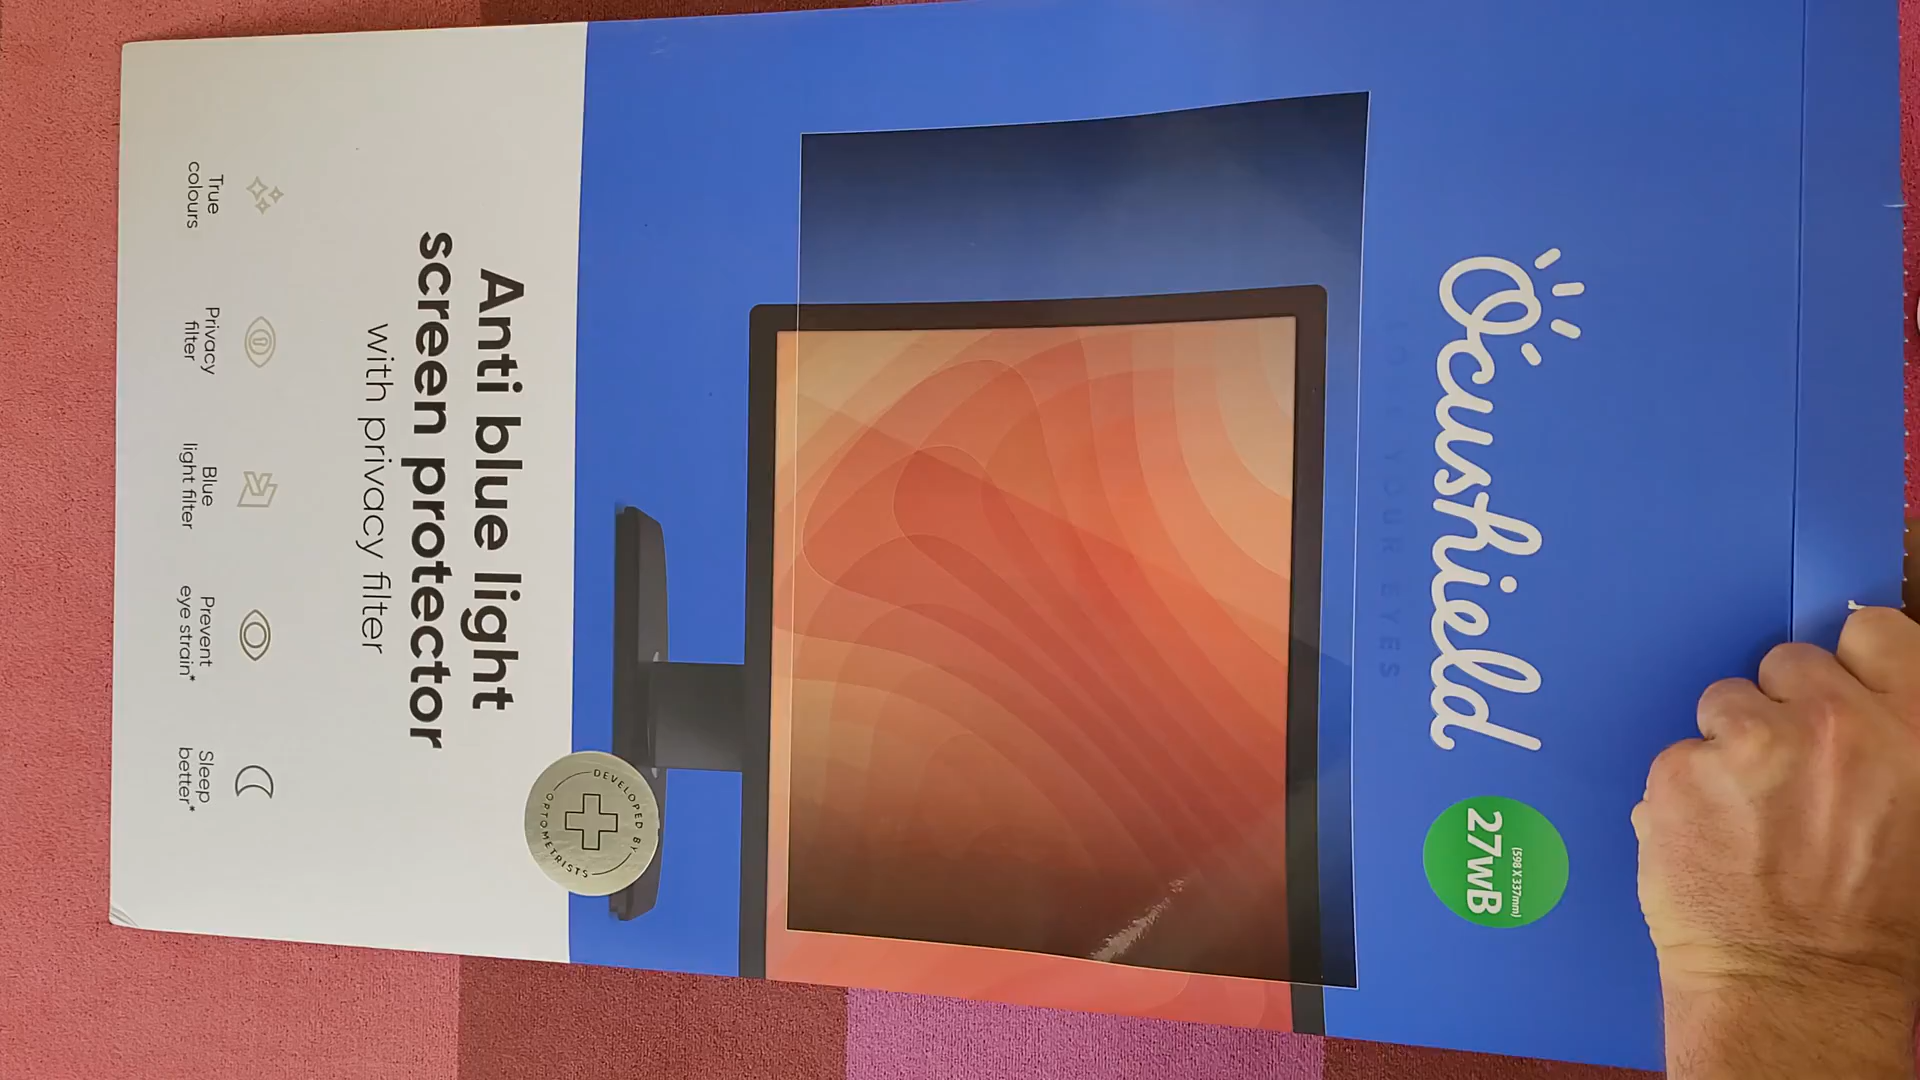 Ocushield
LOVE YOUR EYES
(598 X 337mm)
27wB
DEVELOPED BY
OPTOMETRISTS
Anti blue light
screen protector
with privacy filter
True
colours
Privacy
filter
Blue
light filter
Prevent
eye strain*
Sleep
better*